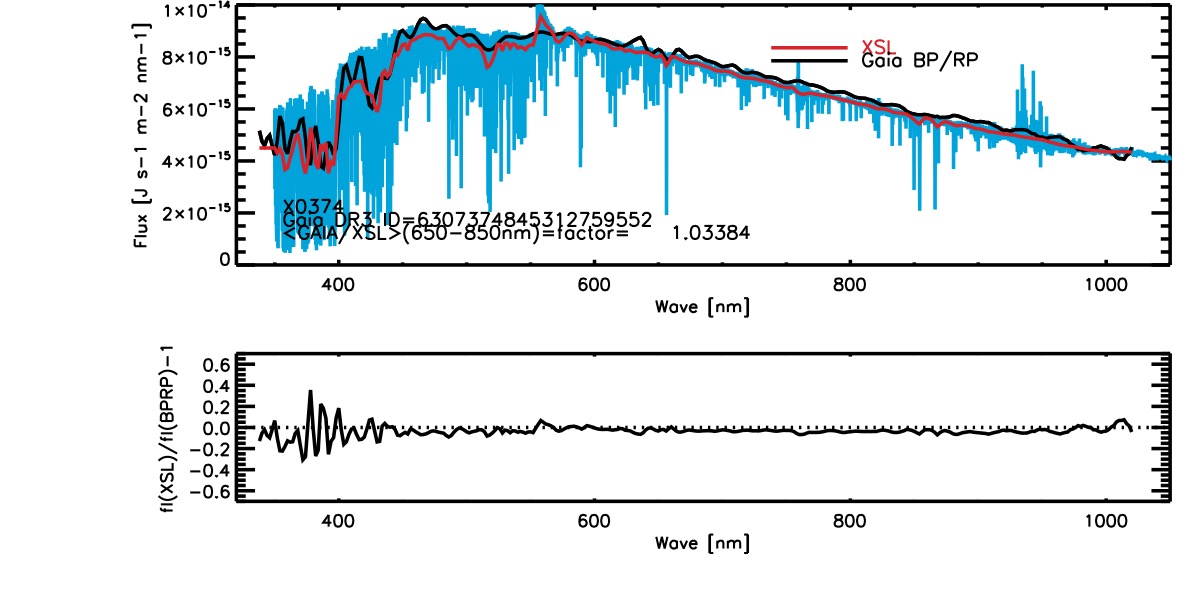 1×10−14
8×10−15
6×10−15
4×10−15
2×10−15
0
Flux [J s−1 m−2 nm−1]
XSL
Gaia BP/RP
X0374
Gaia DR3 ID=6307374845312759552
<GAIA/XSL>(650−850nm)=factor= 1.03384
400 600 800 1000
Wave [nm]
fl(XSL)/fl(BPRP)−1
0.6
0.4
0.2
0.0
−0.2
−0.4
−0.6
400 600 800 1000
Wave [nm]